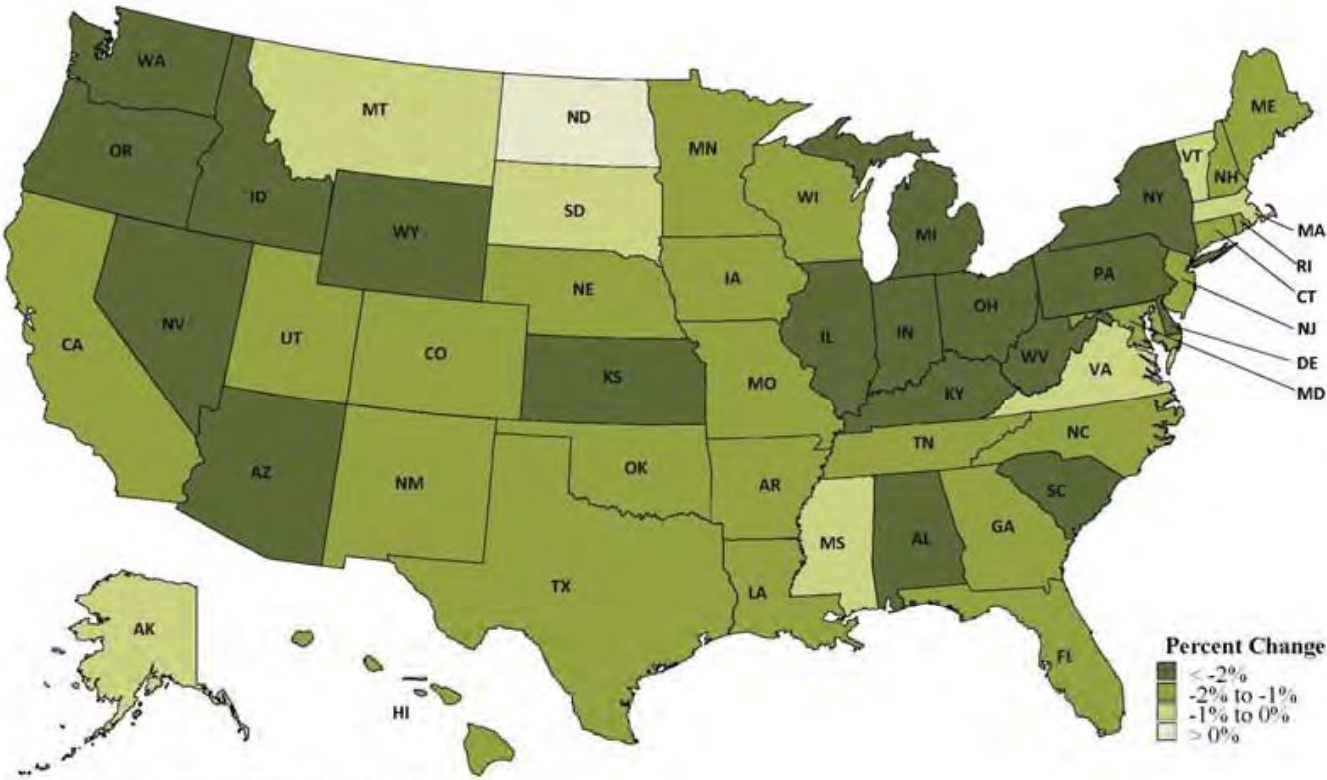 WA
MT
ND
MN
ME
OR
ID
WY
SD
WI
MI
NY
VT
NH
MA
RI
CT
NJ
DE
MD
CA
NV
UT
CO
NE
IA
IL
IN
OH
PA
WV
VA
KS
MO
KY
AZ
NM
OK
AR
TN
NC
SC
TX
LA
MS
AL
GA
FL
AK
HI
Percent Change
< -2%
-2% to -1%
-1% to 0%
> 0%